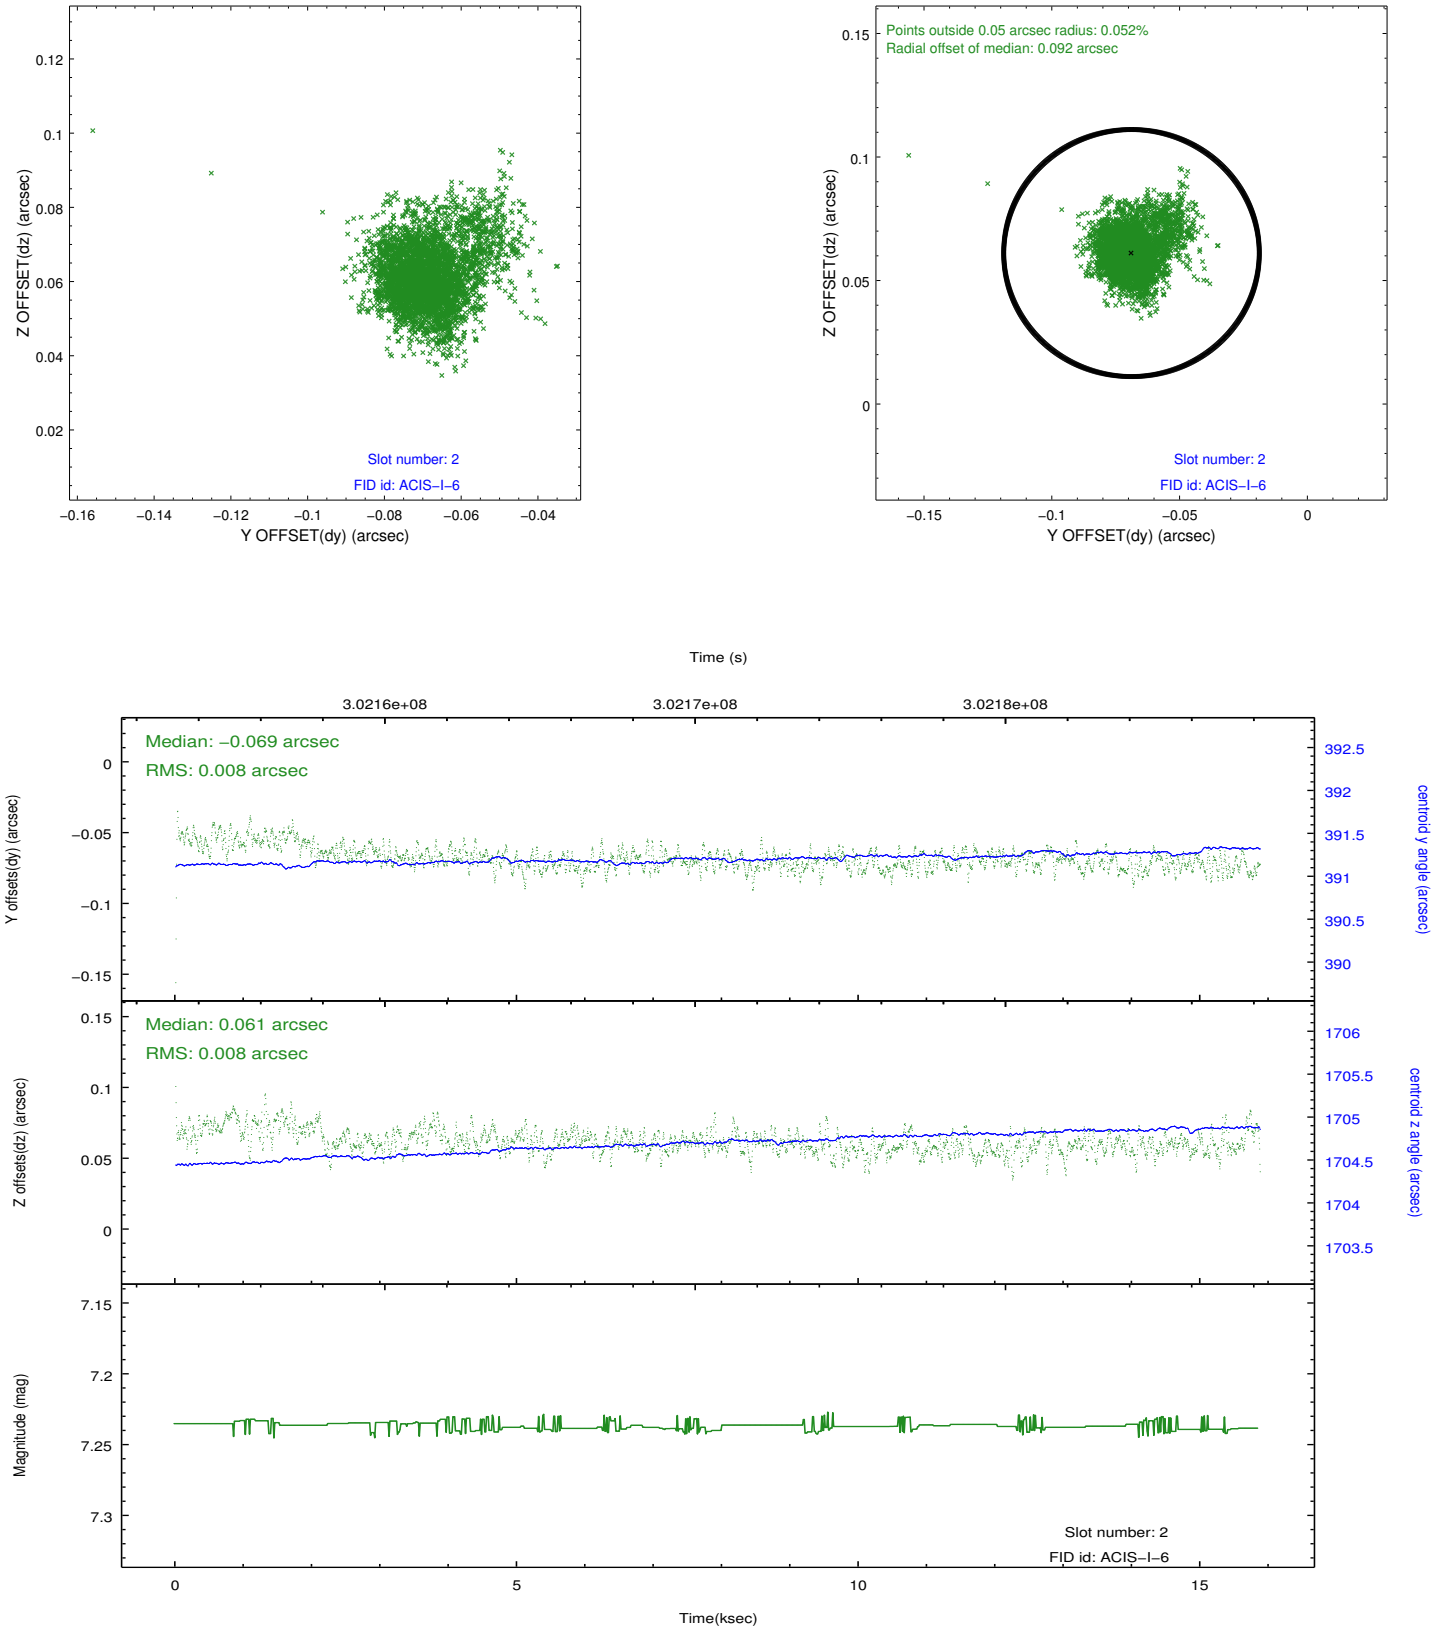 0.12
0.1
0.08
0.06
0.04
0.02
Z OFFSET(dz) (arcsec)
Slot number: 2
FID id: ACIS−I−6
−0.16 −0.14 −0.12 −0.1 −0.08 −0.06 −0.04
Y OFFSET(dy) (arcsec)
Points outside 0.05 arcsec radius: 0.052%
Radial offset of median: 0.092 arcsec
0.15
0.1
0.05
0
Z OFFSET(dz) (arcsec)
Slot number: 2
FID id: ACIS−I−6
−0.15 −0.1 −0.05 0
Y OFFSET(dy) (arcsec)
Time (s)
3.0216e+08 3.0217e+08 3.0218e+08
Median: −0.069 arcsec
RMS: 0.008 arcsec
0
−0.05
−0.1
−0.15
Y offsets(dy) (arcsec)
392.5
392
391.5
391
390.5
390
centroid y angle (arcsec)
Median: 0.061 arcsec
RMS: 0.008 arcsec
0.15
0.1
0.05
0
Z offsets(dz) (arcsec)
1706
1705.5
1705
1704.5
1704
1703.5
centroid z angle (arcsec)
7.15
7.2
7.25
7.3
Magnitude (mag)
Slot number: 2
FID id: ACIS−I−6
0 5 10 15
Time(ksec)